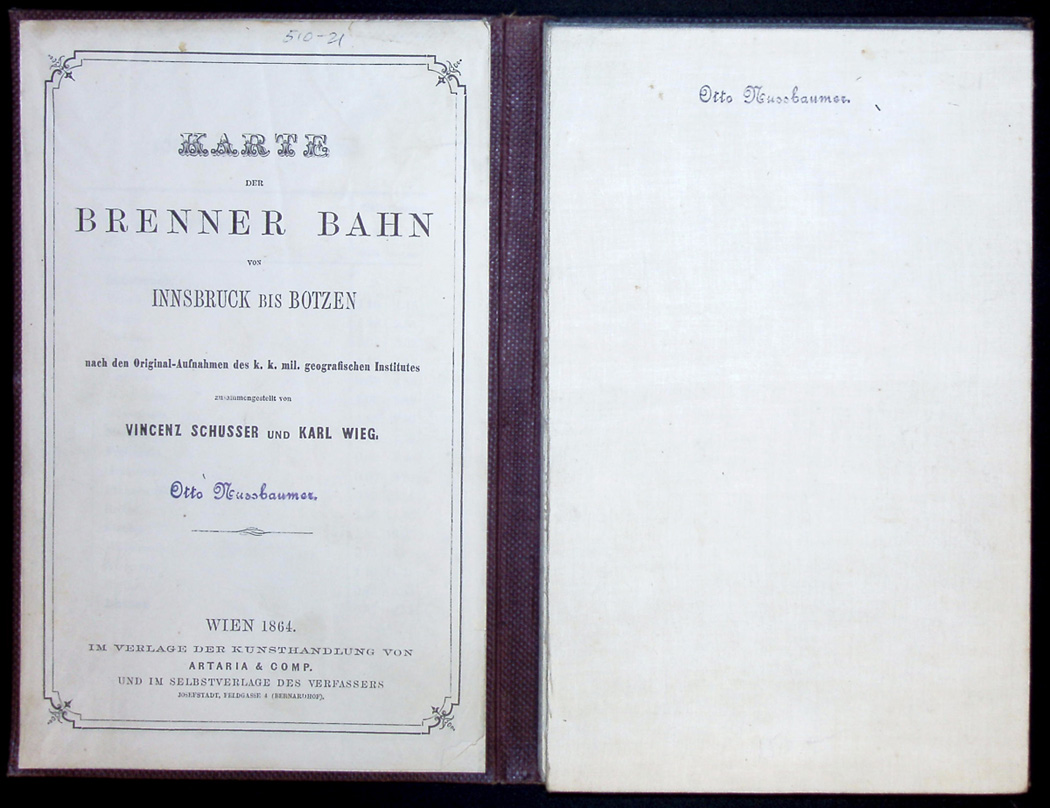 510-21
KARTE
DER
BRENNER BAHN
VON
INNSBRUCK BIS BOTZEN
nach den Original-Aufnahmen des k. k. mil. geografischen Institutes
zusammengestellt von
VINCENZ SCHUSSER UND KARL WIEG.
Otto Nussbaumer.
WIEN 1864.
IM VERLAGE DER KUNSTHANDLUNG VON
ARTARIA & COMP.
UND IM SELBSTVERLAGE DES VERFASSERS
JOSEFSTADT, FELDGASSE 4 (BERNARDHOF).
Otto Nussbaumer.